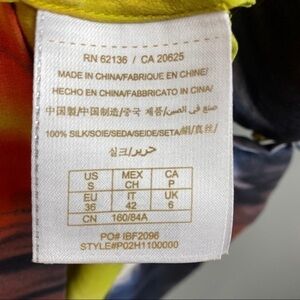 RN 62136 / CA 20625
MADE IN CHINA/FABRIQUE EN CHINE/
HECHO EN CHINA/FABBRICATO IN CINA/
中国製/中国制造/중국 제품/صنع في الصين/
100% SILK/SOIE/SEDA/SEIDE/SETA/絹/真丝/
실크/حرير/
US MEX CA
S CH P
EU IT UK
36 42 6
CN 160/84A
PO# IBF2096
STYLE#P02H1100000